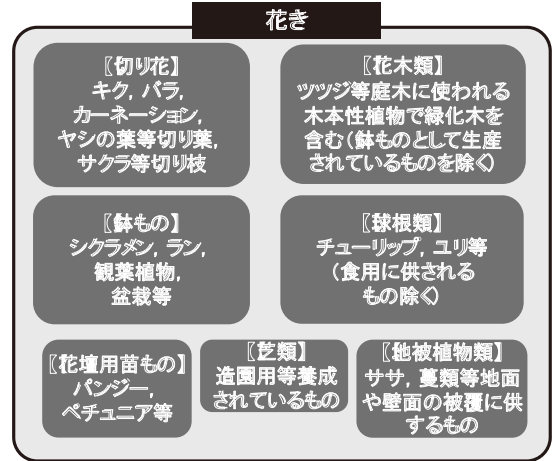 花き
【切り花】
キク, バラ,
カーネーション,
ヤシの葉等切り葉,
サクラ等切り枝
【花木類】
ツツジ等庭木に使われる
木本性植物で緑化木を
含む(鉢ものとして生産
されているものを除く)
【鉢もの】
シクラメン, ラン,
観葉植物,
盆栽等
【球根類】
チューリップ, ユリ等
(食用に供される
もの除く)
【花壇用苗もの】
パンジー,
ペチュニア等
【芝類】
造園用等養成
されているもの
【地被植物類】
ササ, 蔓類等地面
や壁面の被覆に供
するもの